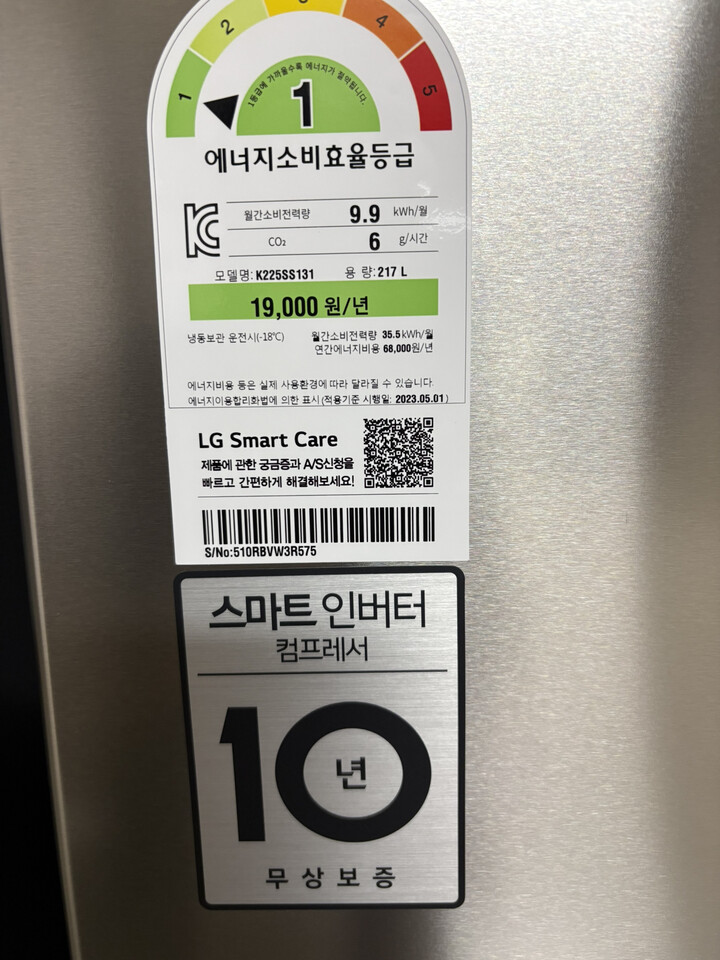 1 2 3 4 5
1등급에 가까울수록 에너지가 절약됩니다.
1
에너지소비효율등급
월간소비전력량 9.9 kWh/월
CO₂ 6 g/시간
모델명: K225SS131 용 량: 217 L
19,000 원/년
냉동보관 운전시(-18℃) 월간소비전력량 35.5kWh/월
연간에너지비용 68,000원/년
에너지비용 등은 실제 사용환경에 따라 달라질 수 있습니다.
에너지이용합리화법에 의한 표시(적용기준 시행일: 2023.05.01)
LG Smart Care
제품에 관한 궁금증과 A/S신청을
빠르고 간편하게 해결해보세요!
S/No:510RBVW3R575
스마트 인버터
컴프레서
10년
무상보증